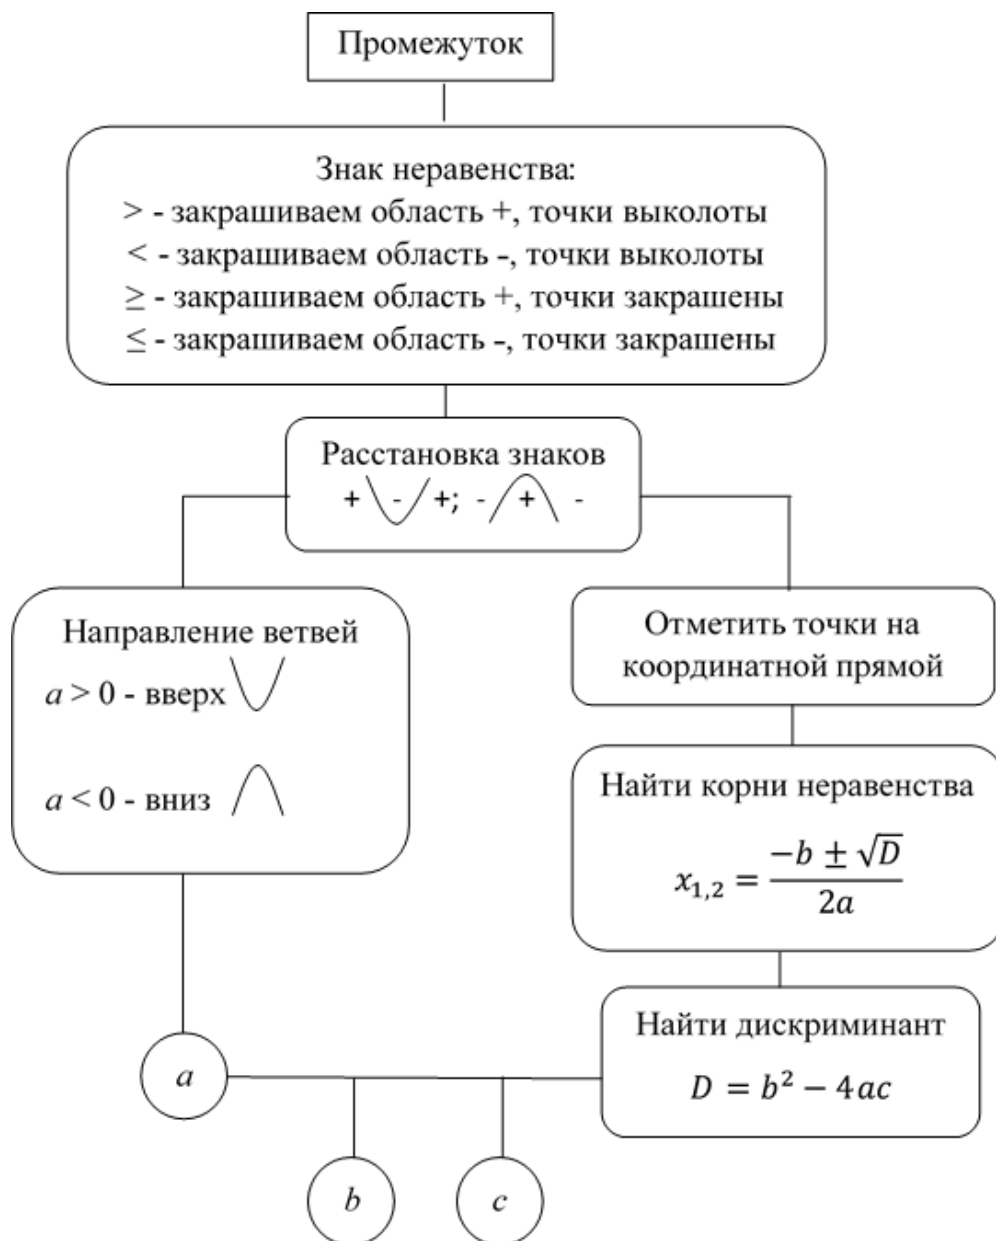 Промежуток
Знак неравенства:
> - закрашиваем область +, точки выколоты
< - закрашиваем область -, точки выколоты
≥ - закрашиваем область +, точки закрашены
≤ - закрашиваем область -, точки закрашены
Расстановка знаков
+ - +; - + -
Направление ветвей
a > 0 - вверх
a < 0 - вниз
Отметить точки на
координатной прямой
Найти корни неравенства
x₁,₂ = (-b ± √D) / 2a
Найти дискриминант
D = b² − 4ac
a
b
c